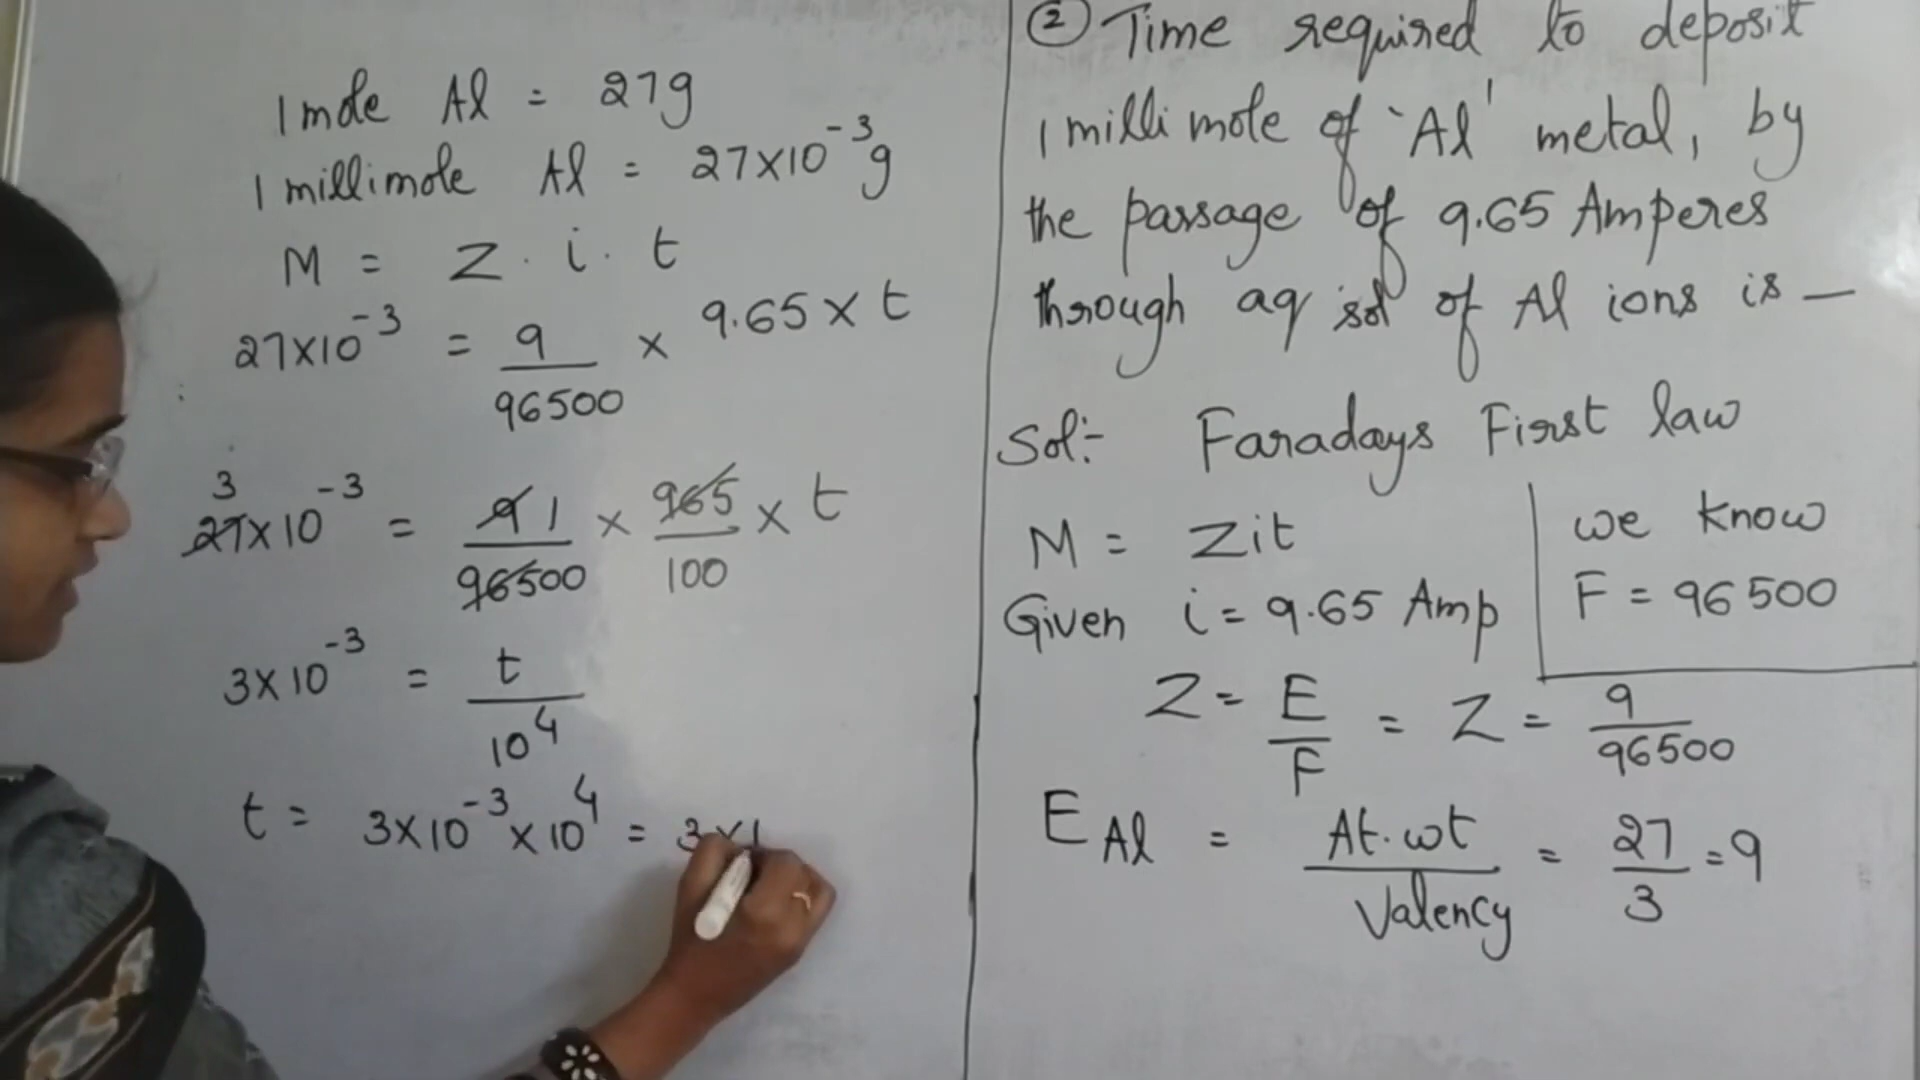 1 mole Al = 27g
1 millimole Al = 27×10⁻³g
M = Z . i . t
27×10⁻³ = 9/96500 × 9.65 × t
3
27×10⁻³ = 9 1/96500 × 965/100 × t
3×10⁻³ = t/10⁴
t = 3×10⁻³×10⁴ = 3×1
② Time required to deposit
1 milli mole of 'Al' metal, by
the passage of 9.65 Amperes
through aq sol of Al ions is —
Sol:- Faradays First law
M = Zit
Given i = 9.65 Amp
we know
F = 96500
Z = E/F = Z = 9/96500
E Al = At.wt/Valency = 27/3 = 9